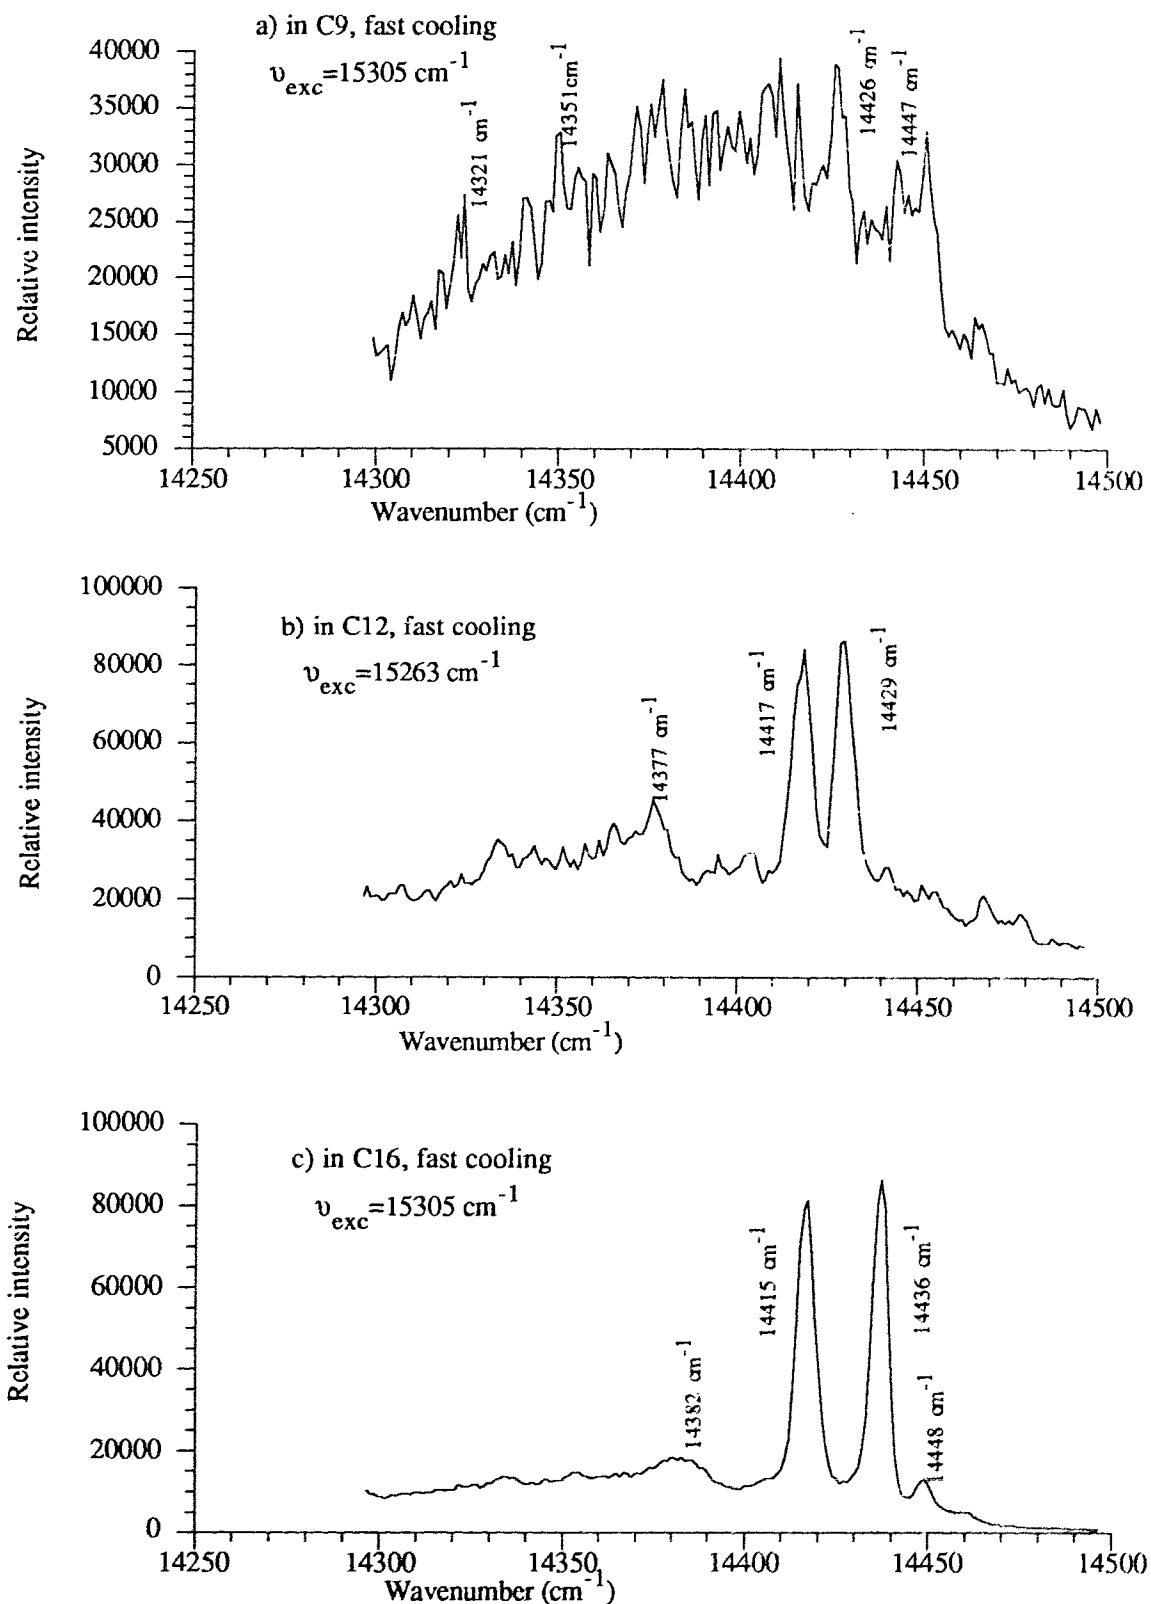 a) in C9, fast cooling
υexc=15305 cm-1
40000
35000
30000
25000
20000
15000
10000
5000
Relative intensity
14321 cm-1
14351cm-1
14426 cm-1
14447 cm-1
14250
14300
14350
14400
14450
14500
Wavenumber (cm-1)
b) in C12, fast cooling
υexc=15263 cm-1
100000
80000
60000
40000
20000
0
Relative intensity
14377 cm-1
14417 cm-1
14429 cm-1
14250
14300
14350
14400
14450
14500
Wavenumber (cm-1)
c) in C16, fast cooling
υexc=15305 cm-1
100000
80000
60000
40000
20000
0
Relative intensity
14382 cm-1
14415 cm-1
14436 cm-1
14448 cm-1
14250
14300
14350
14400
14450
14500
Wavenumber (cm-1)